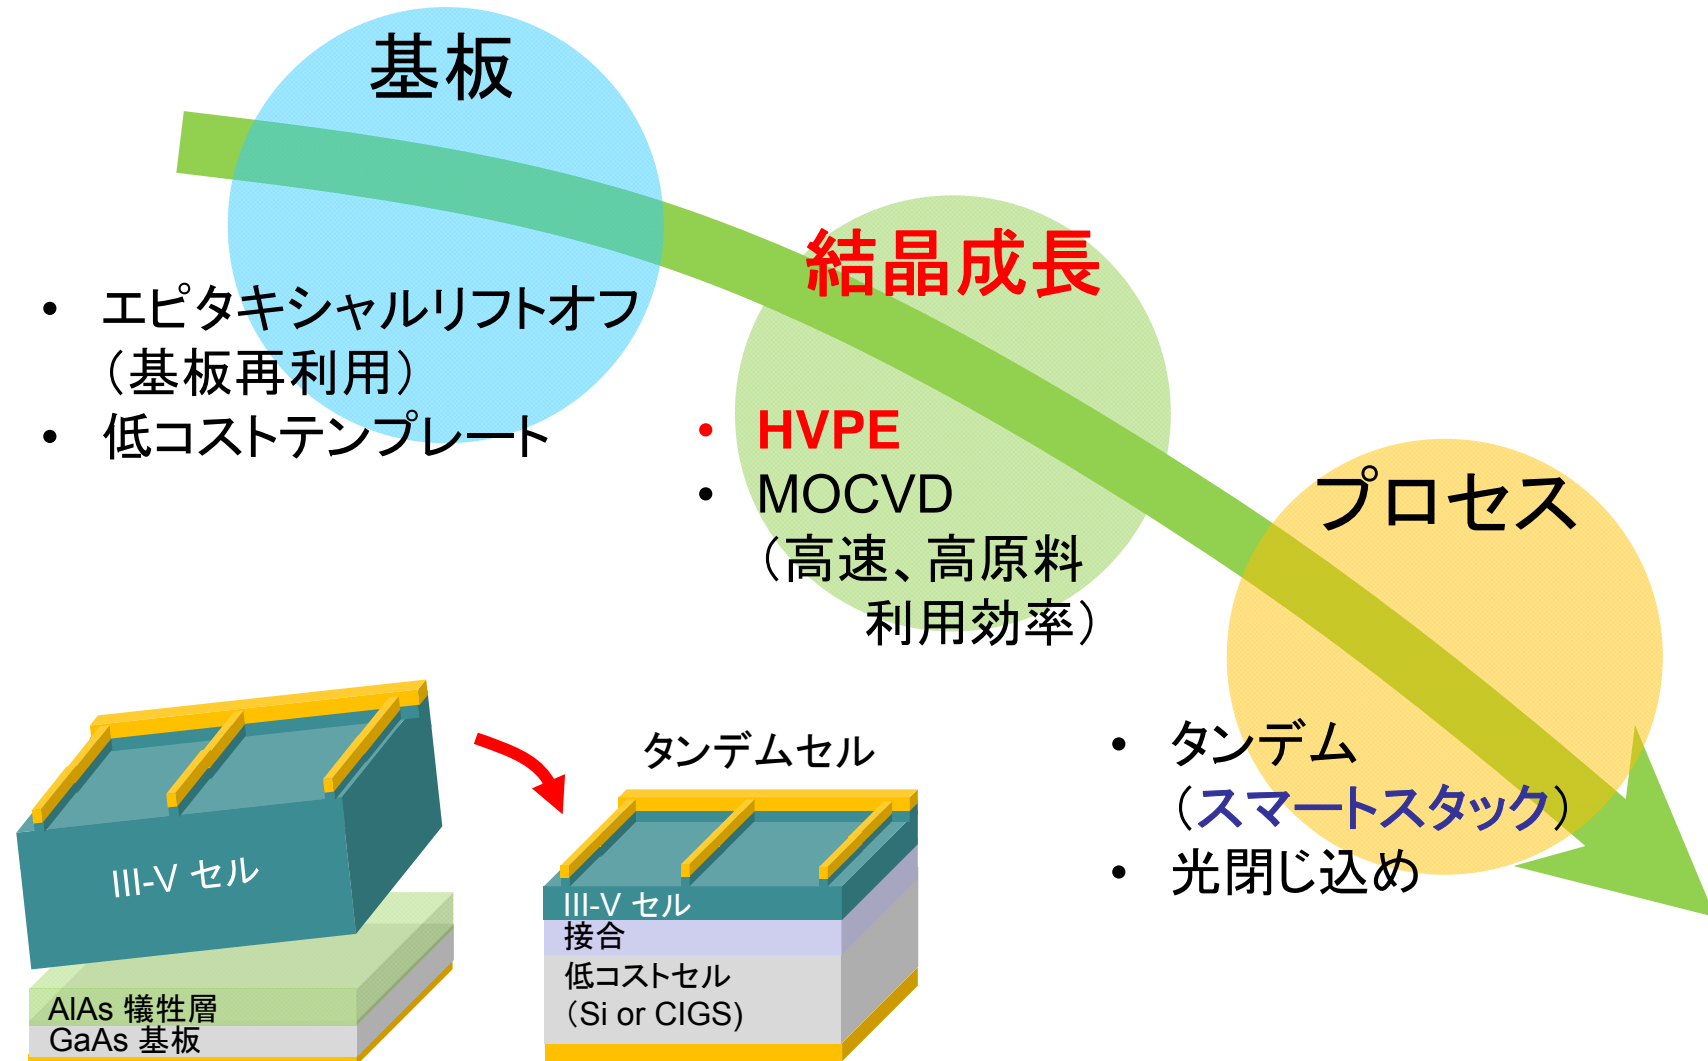 基板
• エピタキシャルリフトオフ
（基板再利用）
• 低コストテンプレート
結晶成長
• HVPE
• MOCVD
（高速、高原料
利用効率）
プロセス
• タンデム
（スマートスタック）
• 光閉じ込め
III-V セル
AlAs 犠牲層
GaAs 基板
タンデムセル
III-V セル
接合
低コストセル
（Si or CIGS)